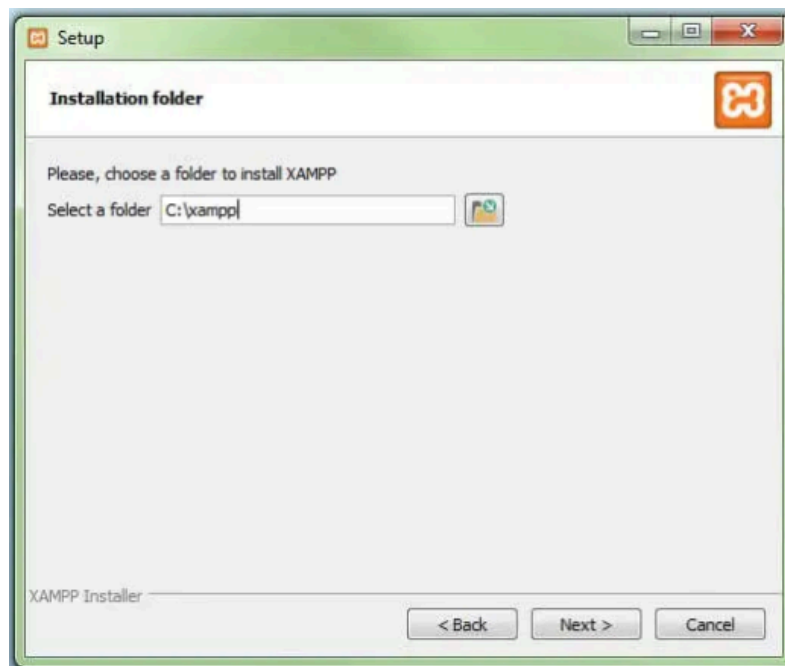 Setup
Installation folder
Please, choose a folder to install XAMPP
Select a folder C:\xampp
XAMPP Installer
< Back Next > Cancel